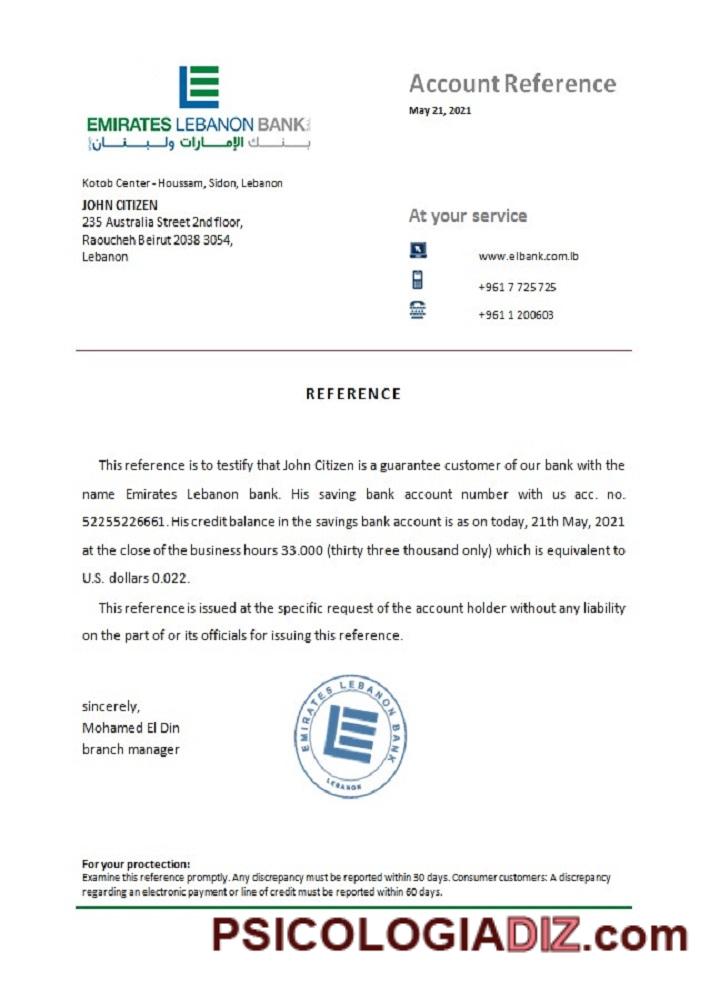 EMIRATES LEBANON BANK
بـنــك الإمــارات ولـبـنــان
Account Reference
May 21, 2021
Kotob Center - Houssam, Sidon, Lebanon
JOHN CITIZEN
235 Australia Street 2nd floor,
Raoucheh Beirut 2038 3054,
Lebanon
At your service
www.elbank.com.lb
+961 7 725 725
+961 1 200603
REFERENCE
This reference is to testify that John Citizen is a guarantee customer of our bank with the
name Emirates Lebanon bank. His saving bank account number with us acc. no.
52255226661. His credit balance in the savings bank account is as on today, 21th May, 2021
at the close of the business hours 33.000 (thirty three thousand only) which is equivalent to
U.S. dollars 0.022.
This reference is issued at the specific request of the account holder without any liability
on the part of or its officials for issuing this reference.
sincerely,
Mohamed El Din
branch manager
EMIRATES LEBANON BANK
LEBANON
For your proctection:
Examine this reference promptly. Any discrepancy must be reported within 30 days. Consumer customers: A discrepancy
regarding an electronic payment or line of credit must be reported within 60 days.
PSICOLOGIADIZ.com